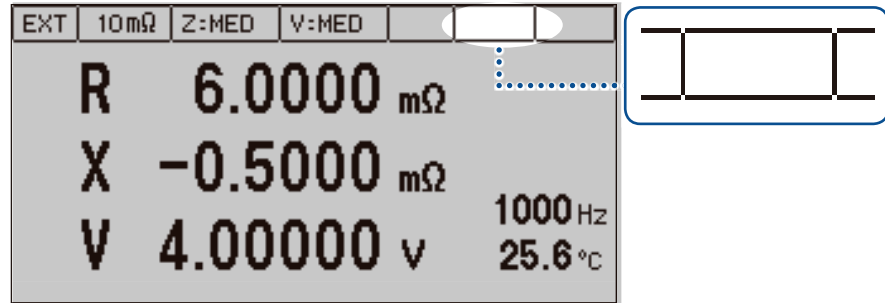 EXT 10mΩ Z:MED V:MED
R 6.0000 mΩ
X -0.5000 mΩ
V 4.00000 V
1000 Hz
25.6 °C